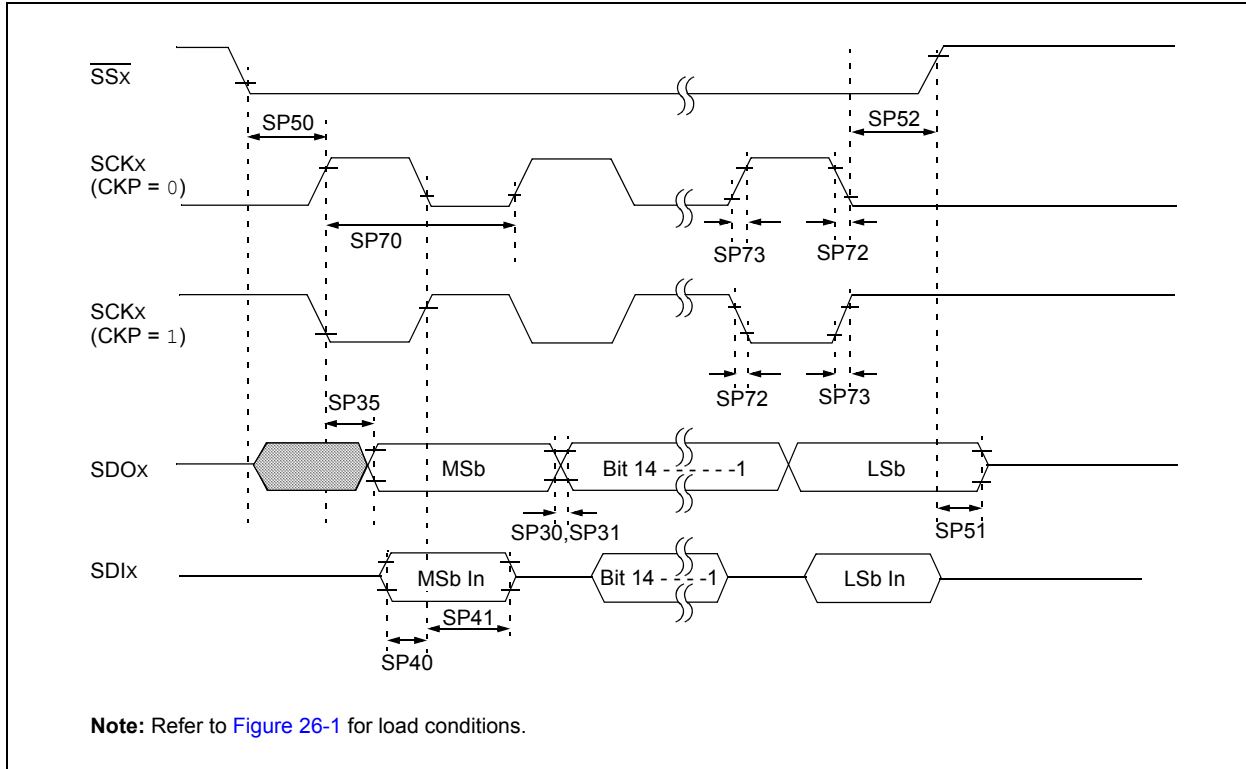 SSx
SP50
SP52
SCKx
(CKP = 0)
SP70
SP73
SP72
SCKx
(CKP = 1)
SP72
SP73
SP35
SDOx
MSb
Bit 14 - - - - - -1
LSb
SP30,SP31
SP51
SDIx
MSb In
Bit 14 - - - - -1
LSb In
SP41
SP40
Note: Refer to Figure 26-1 for load conditions.